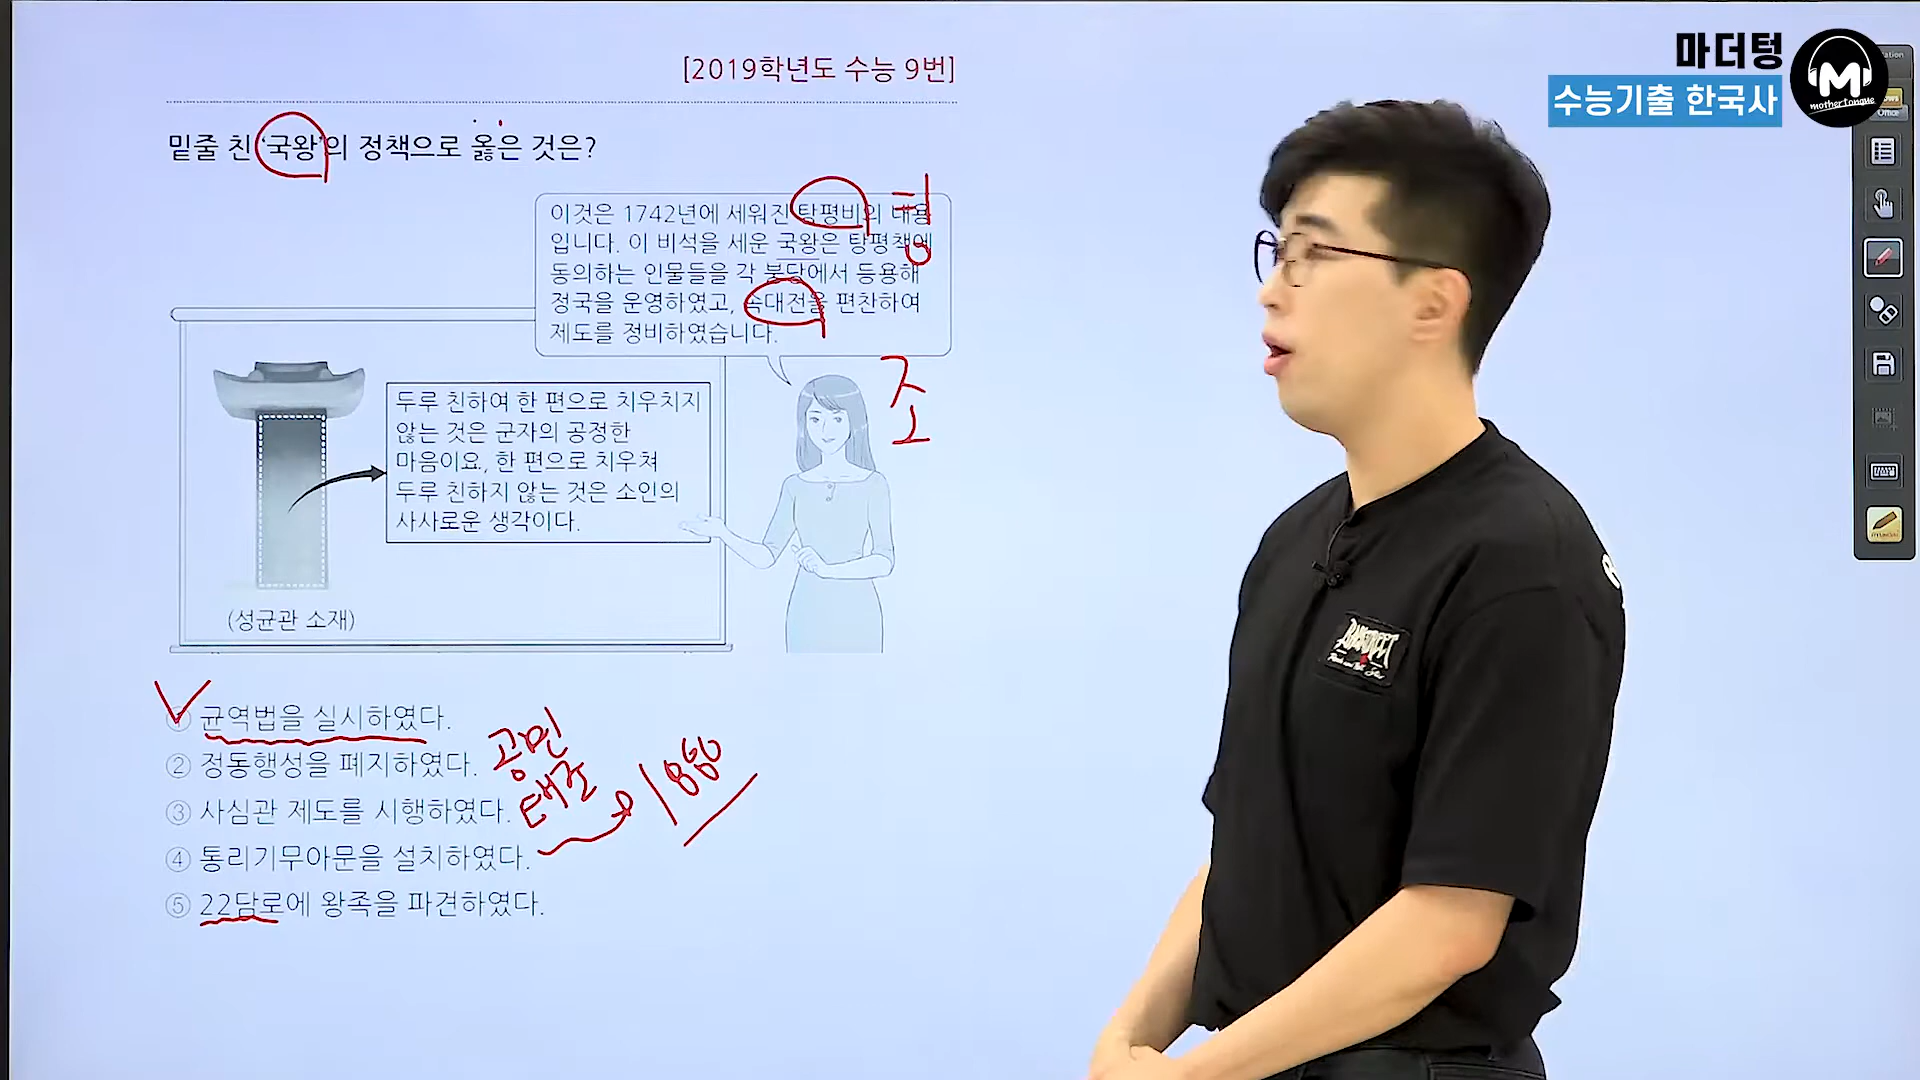 [2019학년도 수능 9번]
마더텅
수능기출 한국사
mothertongue
밑줄 친 ‘국왕’의 정책으로 옳은 것은?
이것은 1742년에 세워진 탕평비의 내용
입니다. 이 비석을 세운 국왕은 탕평책에
동의하는 인물들을 각 붕당에서 등용해
정국을 운영하였고, 속대전을 편찬하여
제도를 정비하였습니다.
조
두루 친하여 한 편으로 치우치지
않는 것은 군자의 공정한
마음이요, 한 편으로 치우쳐
두루 친하지 않는 것은 소인의
사사로운 생각이다.
(성균관 소재)
① 균역법을 실시하였다.
② 정동행성을 폐지하였다. 공민
③ 사심관 제도를 시행하였다. 태조
④ 통리기무아문을 설치하였다. 1880
⑤ 22담로에 왕족을 파견하였다.